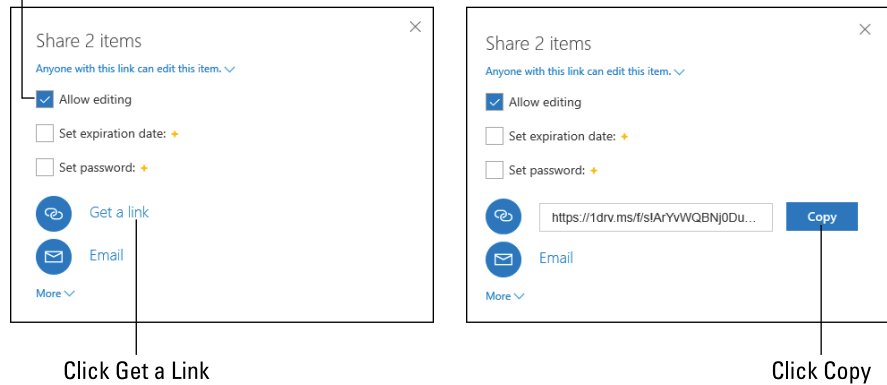 Share 2 items
Anyone with this link can edit this item.
Allow editing
Set expiration date:
Set password:
Get a link
Email
More
Click Get a Link
Share 2 items
Anyone with this link can edit this item.
Allow editing
Set expiration date:
Set password:
https://1drv.ms/f/s!ArYvWQBNj0Du... Copy
Email
More
Click Copy